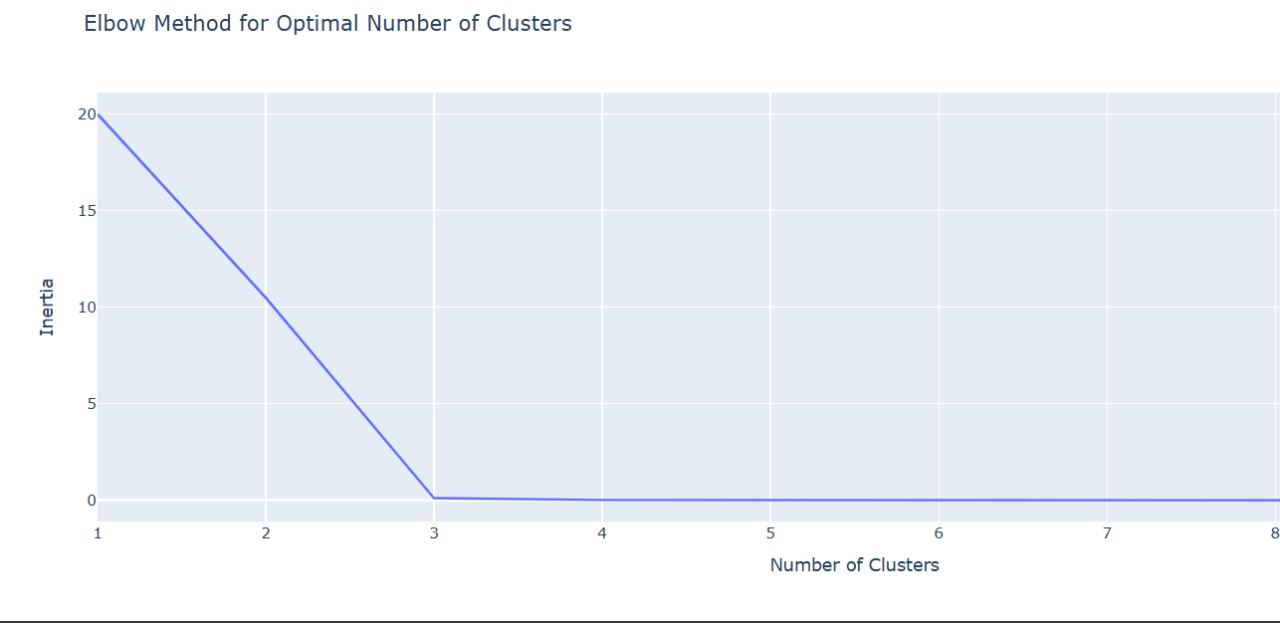 Elbow Method for Optimal Number of Clusters
20
15
10
5
0
Inertia
1 2 3 4 5 6 7 8
Number of Clusters